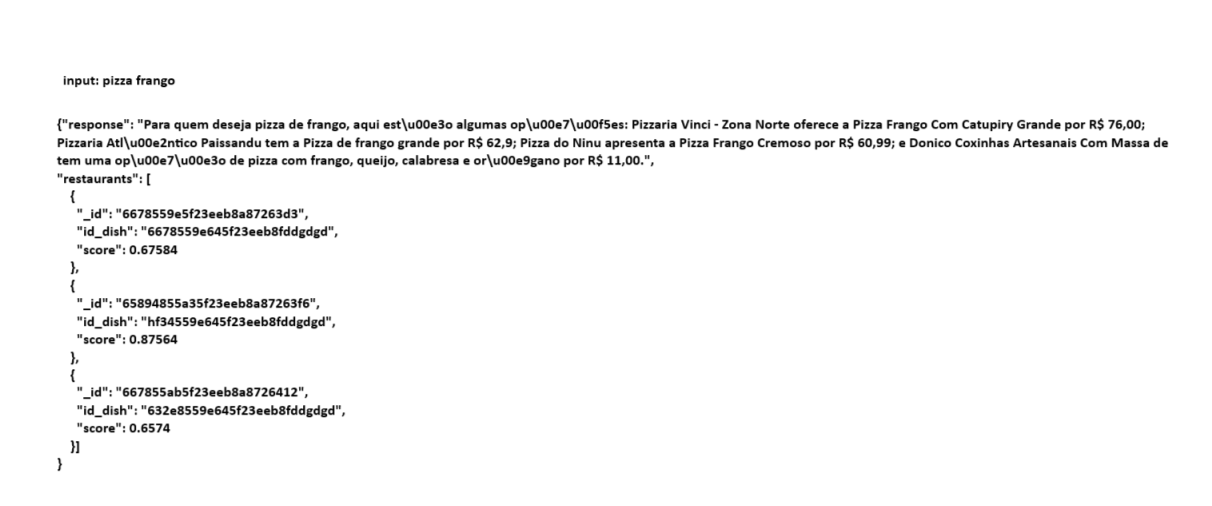 input: pizza frango
{"response": "Para quem deseja pizza de frango, aqui est\u00e3o algumas op\u00e7\u00f5es: Pizzaria Vinci - Zona Norte oferece a Pizza Frango Com Catupiry Grande por R$ 76,00;
Pizzaria Atl\u00e2ntico Paissandu tem a Pizza de frango grande por R$ 62,9; Pizza do Ninu apresenta a Pizza Frango Cremoso por R$ 60,99; e Donico Coxinhas Artesanais Com Massa de
tem uma op\u00e7\u00e3o de pizza com frango, queijo, calabresa e or\u00e9gano por R$ 11,00.",
"restaurants": [
{
"_id": "6678559e5f23eeb8a87263d3",
"id_dish": "6678559e645f23eeb8fddgdgd",
"score": 0.67584
},
{
"_id": "65894855a35f23eeb8a87263f6",
"id_dish": "hf34559e645f23eeb8fddgdgd",
"score": 0.87564
},
{
"_id": "667855ab5f23eeb8a8726412",
"id_dish": "632e8559e645f23eeb8fddgdgd",
"score": 0.6574
}]
}